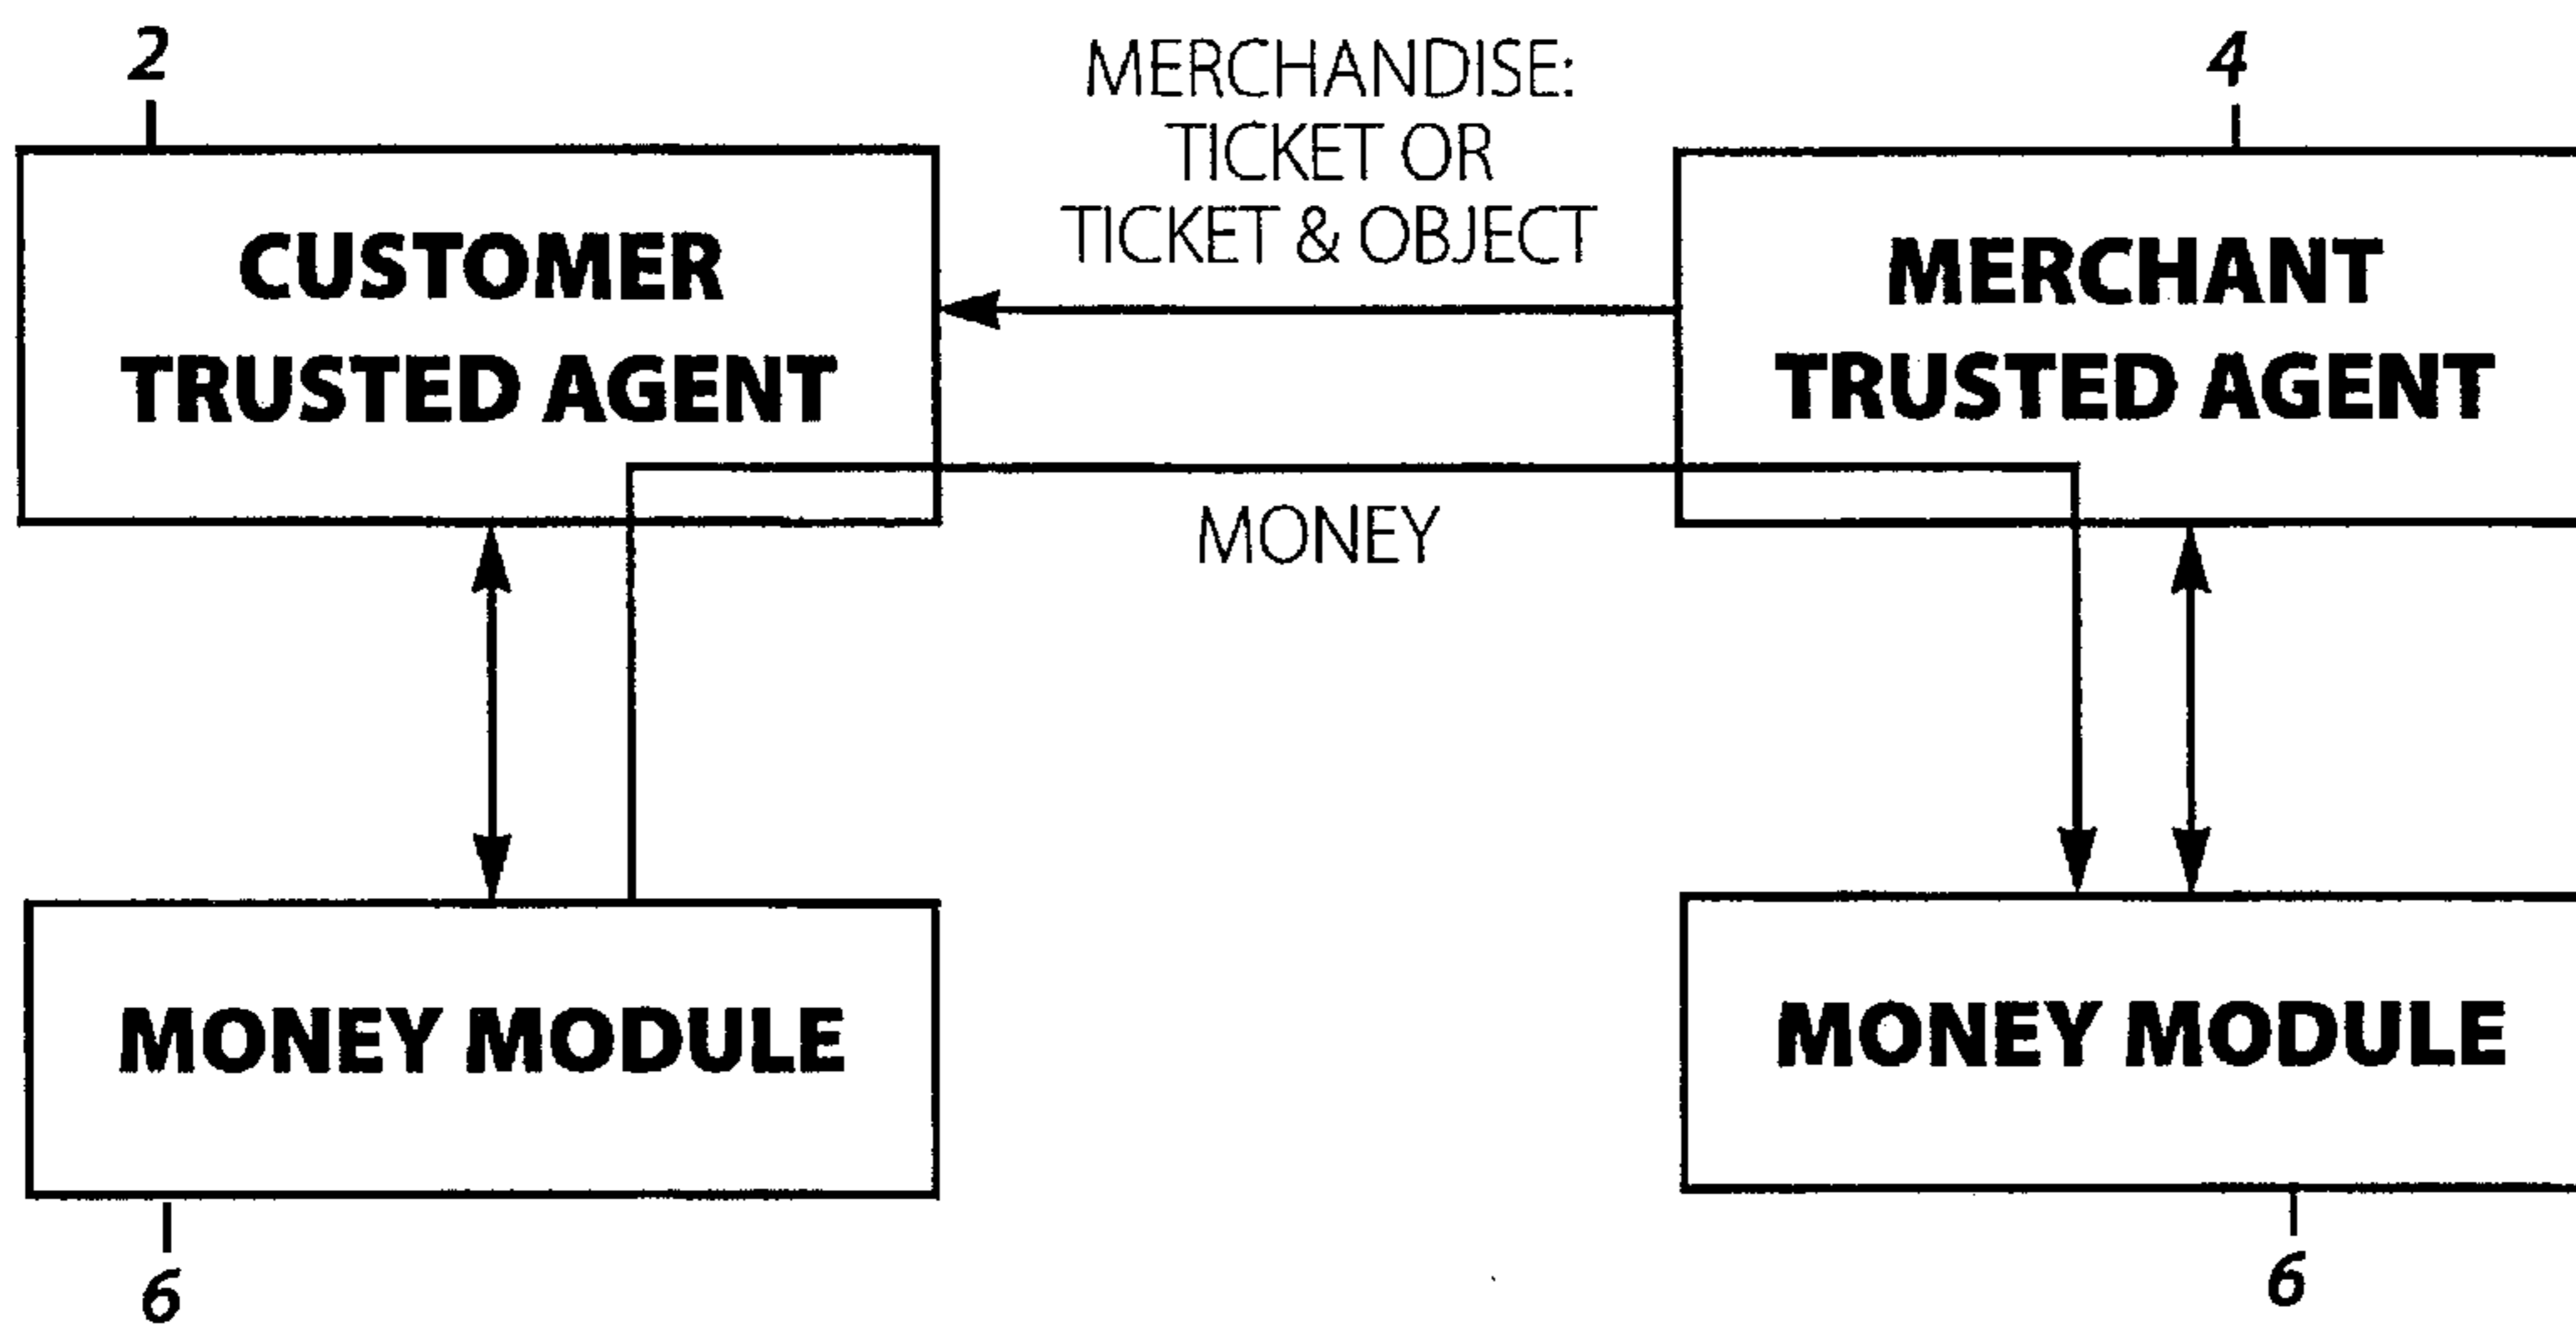 2
4
MERCHANDISE:
TICKET OR
TICKET & OBJECT
CUSTOMER
TRUSTED AGENT
MERCHANT
TRUSTED AGENT
MONEY
MONEY MODULE
MONEY MODULE
6
6